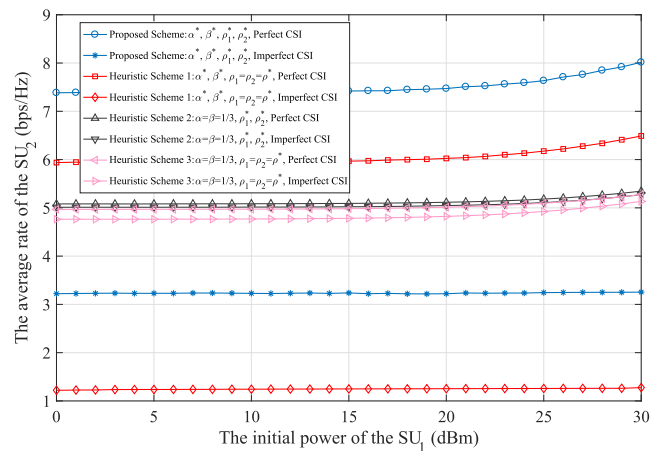 9
8
7
6
5
4
3
2
1
0
5
10
15
20
25
30
The average rate of the SU2 (bps/Hz)
The initial power of the SU1 (dBm)
Proposed Scheme: α*, β*, ρ1*, ρ2*, Perfect CSI
Proposed Scheme: α*, β*, ρ1*, ρ2*, Imperfect CSI
Heuristic Scheme 1: α*, β*, ρ1=ρ2=ρ*, Perfect CSI
Heuristic Scheme 1: α*, β*, ρ1=ρ2=ρ*, Imperfect CSI
Heuristic Scheme 2: α=β=1/3, ρ1*, ρ2*, Perfect CSI
Heuristic Scheme 2: α=β=1/3, ρ1*, ρ2*, Imperfect CSI
Heuristic Scheme 3: α=β=1/3, ρ1=ρ2=ρ*, Perfect CSI
Heuristic Scheme 3: α=β=1/3, ρ1=ρ2=ρ*, Imperfect CSI